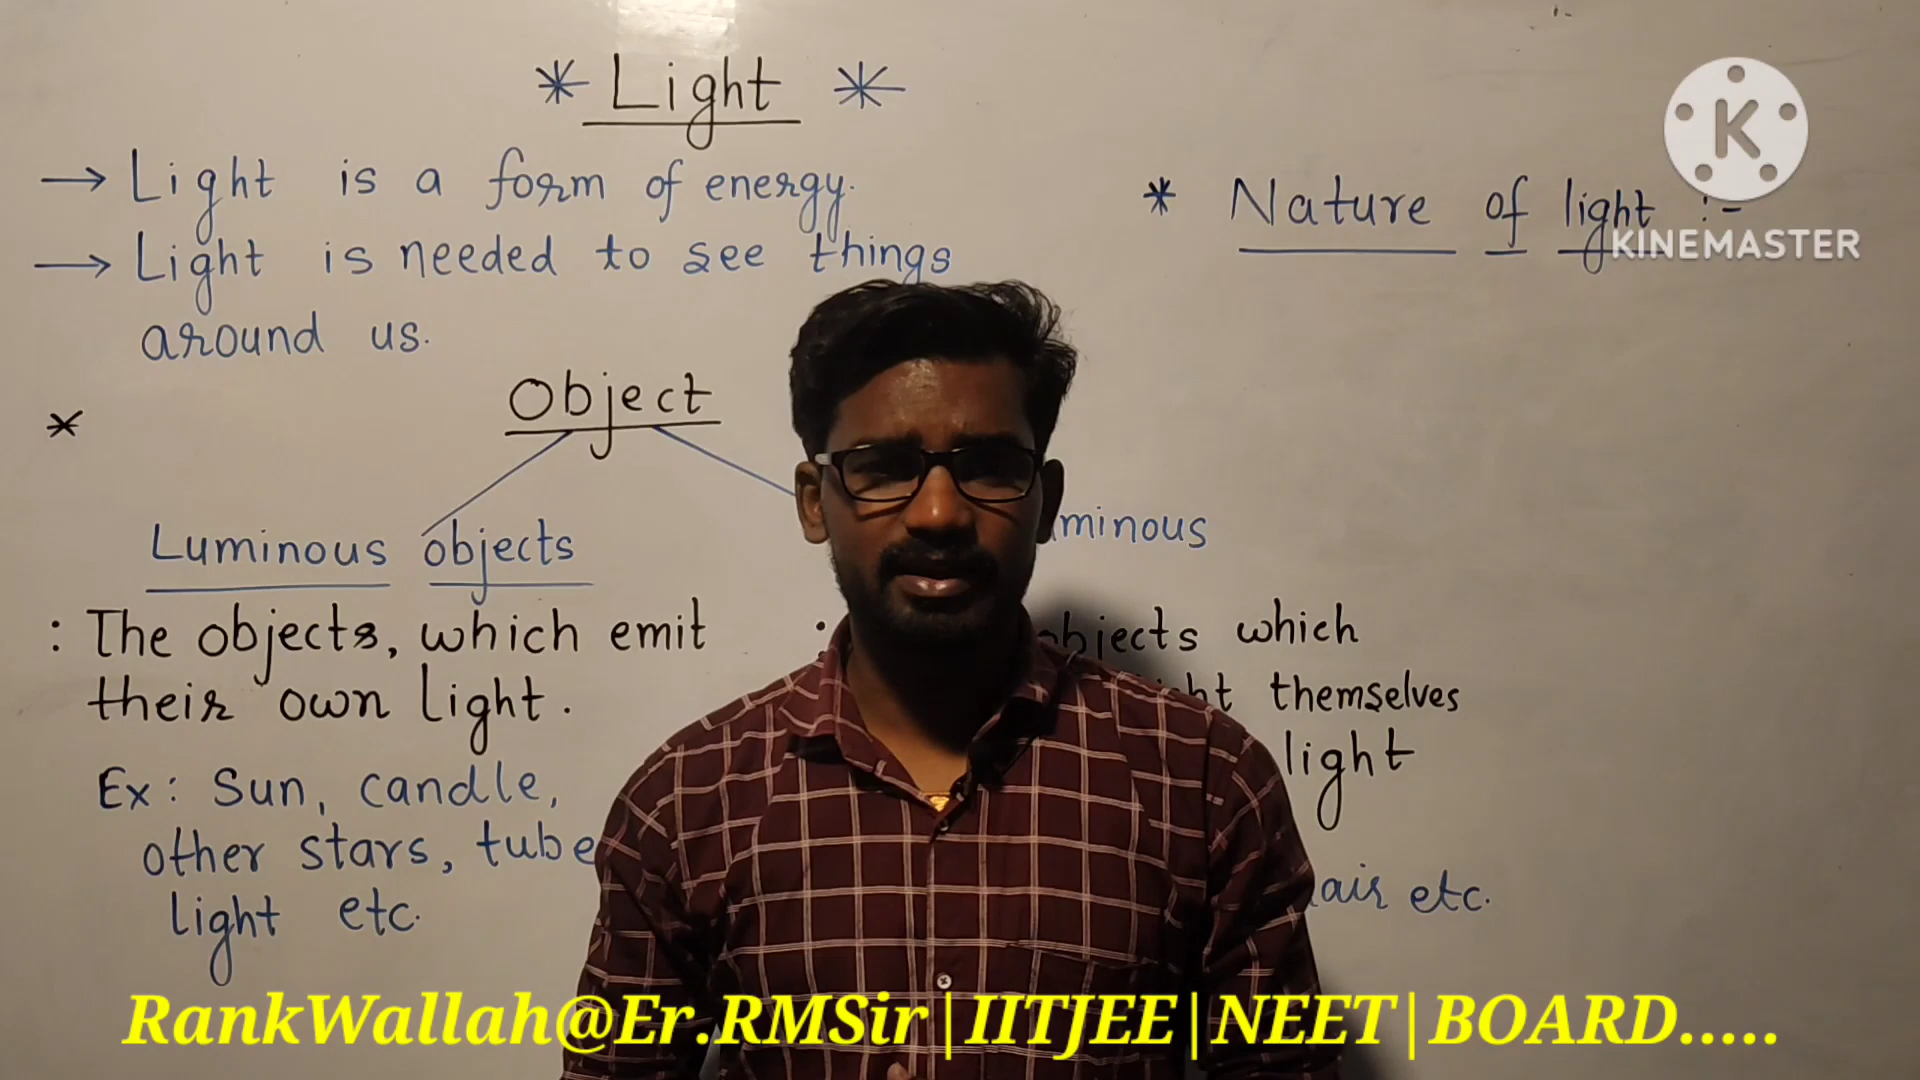 * Light *
→ Light is a form of energy.
→ Light is needed to see things
around us.
* Object
Luminous objects
: The objects, which emit
their own light.
Ex: Sun, candle,
other stars, tube
light etc.
minous
: objects which
themselves
light
etc.
* Nature of light :-
KINEMASTER
RankWallah@Er.RMSir|IITJEE|NEET|BOARD.....